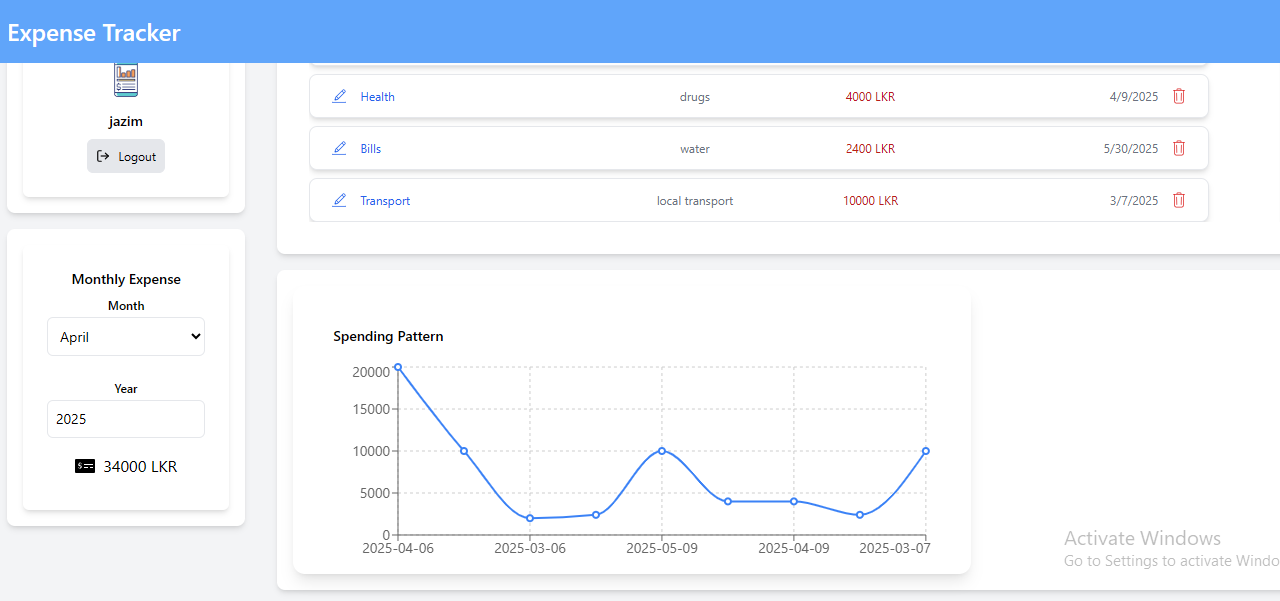 Expense Tracker
jazim
Logout
Monthly Expense
Month
April
Year
2025
34000 LKR
Health drugs 4000 LKR 4/9/2025
Bills water 2400 LKR 5/30/2025
Transport local transport 10000 LKR 3/7/2025
Spending Pattern
20000
15000
10000
5000
0
2025-04-06 2025-03-06 2025-05-09 2025-04-09 2025-03-07
Activate Windows
Go to Settings to activate Windo